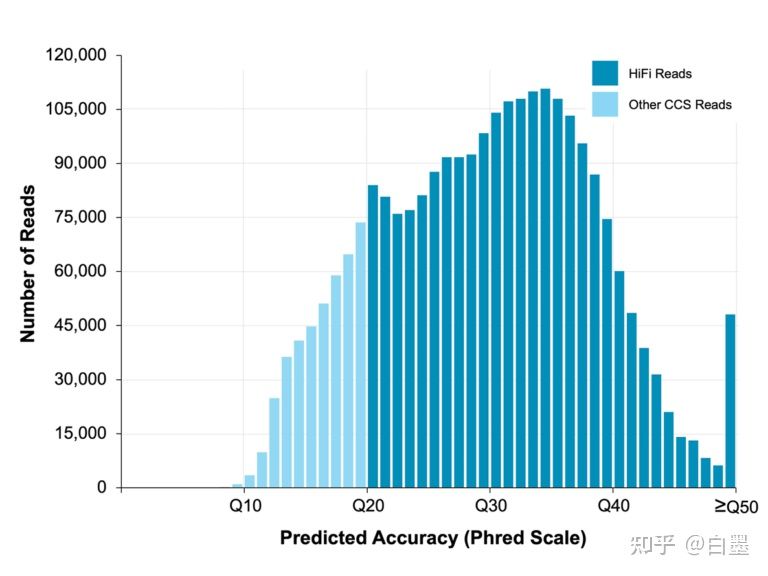 120,000
105,000
90,000
75,000
60,000
45,000
30,000
15,000
0
Number of Reads
HiFi Reads
Other CCS Reads
Q10
Q20
Q30
Q40
≥Q50
Predicted Accuracy (Phred Scale)
知乎 @白墨